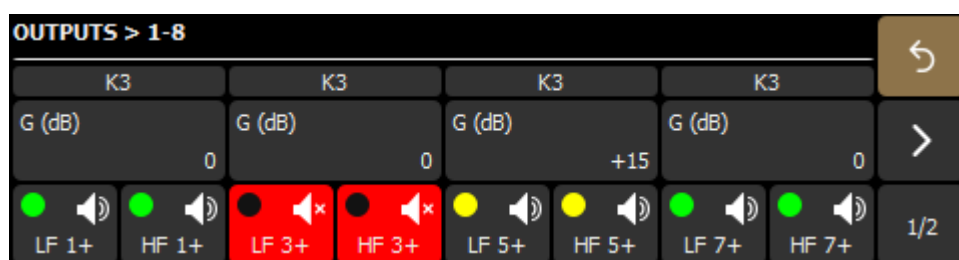 OUTPUTS > 1-8
K3 K3 K3 K3
G (dB) G (dB) G (dB) G (dB)
0 0 +15 0
LF 1+ HF 1+ LF 3+ HF 3+ LF 5+ HF 5+ LF 7+ HF 7+
1/2